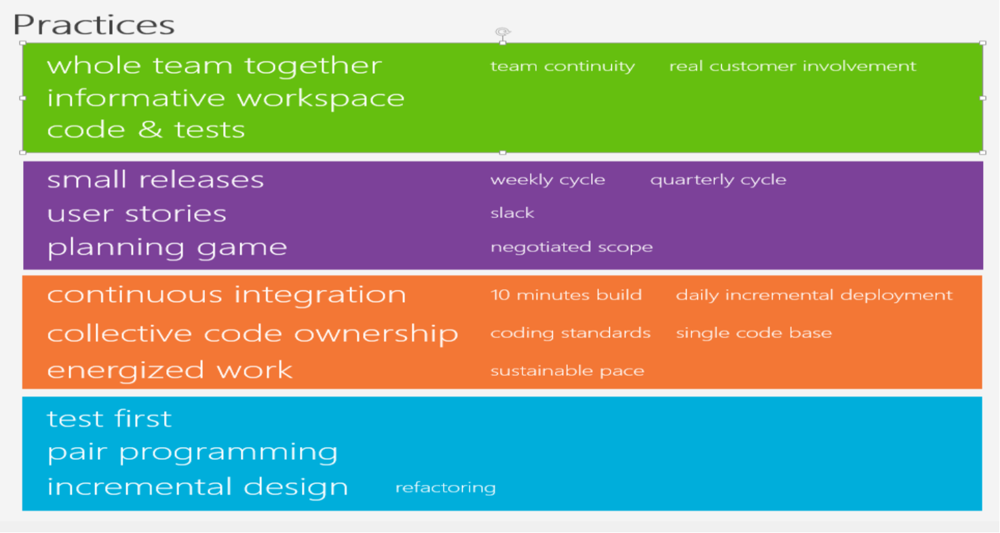 Practices
whole team together team continuity real customer involvement
informative workspace
code & tests
small releases weekly cycle quarterly cycle
user stories slack
planning game negotiated scope
continuous integration 10 minutes build daily incremental deployment
collective code ownership coding standards single code base
energized work sustainable pace
test first
pair programming
incremental design refactoring